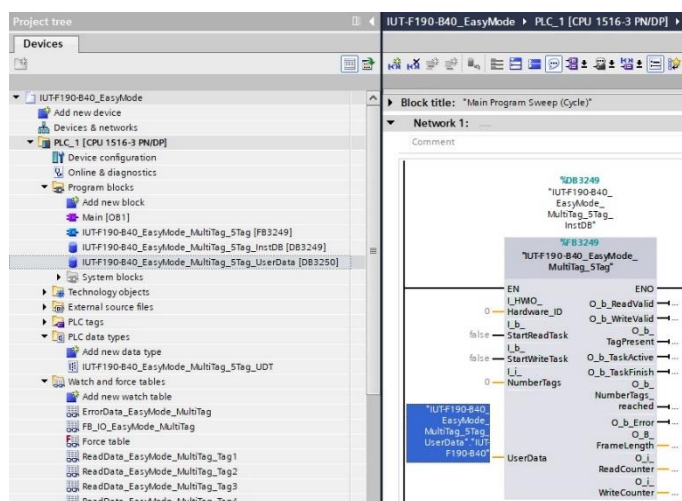 Project tree
Devices
IUT-F190-B40_EasyMode
Add new device
Devices & networks
PLC_1 [CPU 1516-3 PN/DP]
Device configuration
Online & diagnostics
Program blocks
Add new block
Main [OB1]
IUT-F190-B40_EasyMode_MultiTag_5Tag [FB3249]
IUT-F190-B40_EasyMode_MultiTag_5Tag_InstDB [DB3249]
IUT-F190-B40_EasyMode_MultiTag_5Tag_UserData [DB3250]
System blocks
Technology objects
External source files
PLC tags
PLC data types
Add new data type
IUT-F190-B40_EasyMode_MultiTag_5Tag_UDT
Watch and force tables
Add new watch table
ErrorData_EasyMode_MultiTag
FB_IO_EasyMode_MultiTag
Force table
ReadData_EasyMode_MultiTag_Tag1
ReadData_EasyMode_MultiTag_Tag2
ReadData_EasyMode_MultiTag_Tag3
ReadData_EasyMode_MultiTag_Tag4
IUT-F190-B40_EasyMode ▸ PLC_1 [CPU 1516-3 PN/DP] ▸
Block title: "Main Program Sweep (Cycle)"
Network 1: ....
Comment
%DB3249
"IUT-F190-B40_
EasyMode_
MultiTag_5Tag_
InstDB"
%FB3249
"IUT-F190-B40_EasyMode_
MultiTag_5Tag"
EN
ENO
0
I_HWIO_
Hardware_ID
false
I_b_
StartReadTask
false
I_b_
StartWriteTask
0
I_i_
NumberTags
"IUT-F190-B40_
EasyMode_
MultiTag_5Tag_
UserData"."IUT-
F190-B40"
UserData
O_b_ReadValid
O_b_WriteValid
O_b_
TagPresent
O_b_TaskActive
O_b_TaskFinish
O_b_
NumberTags_
reached
O_b_Error
O_B_
FrameLength
O_i_
ReadCounter
O_i_
WriteCounter